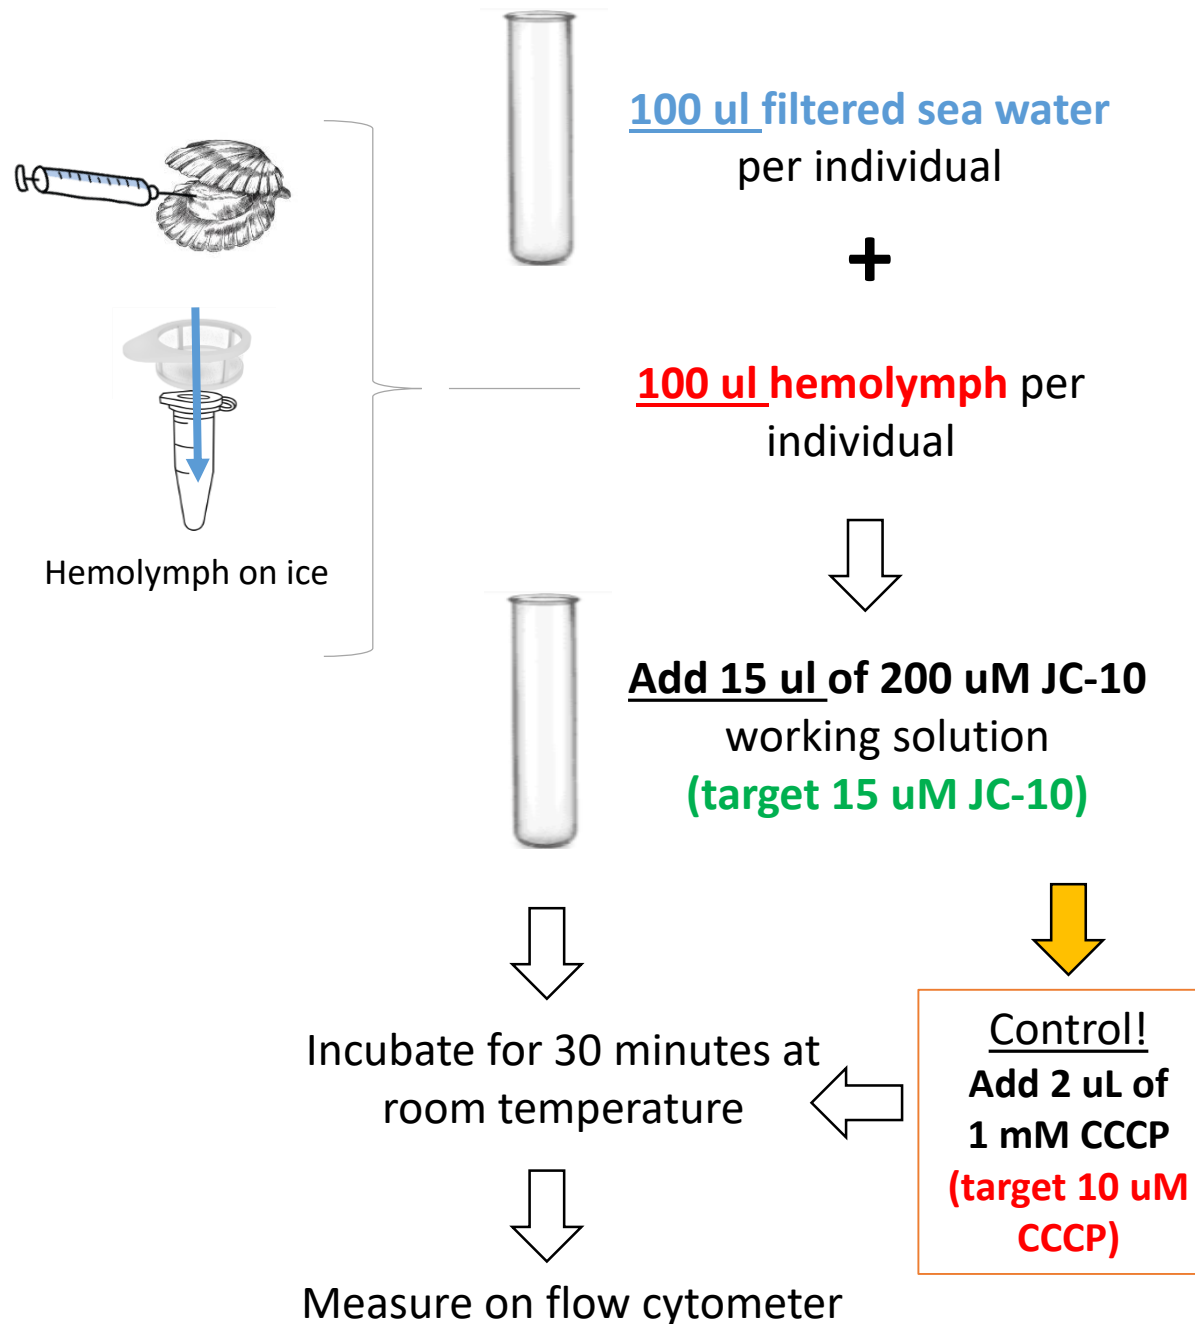 100 ul filtered sea water
per individual
+
100 ul hemolymph per
individual
Hemolymph on ice
Add 15 ul of 200 uM JC-10
working solution
(target 15 uM JC-10)
Incubate for 30 minutes at
room temperature
Control!
Add 2 uL of
1 mM CCCP
(target 10 uM
CCCP)
Measure on flow cytometer